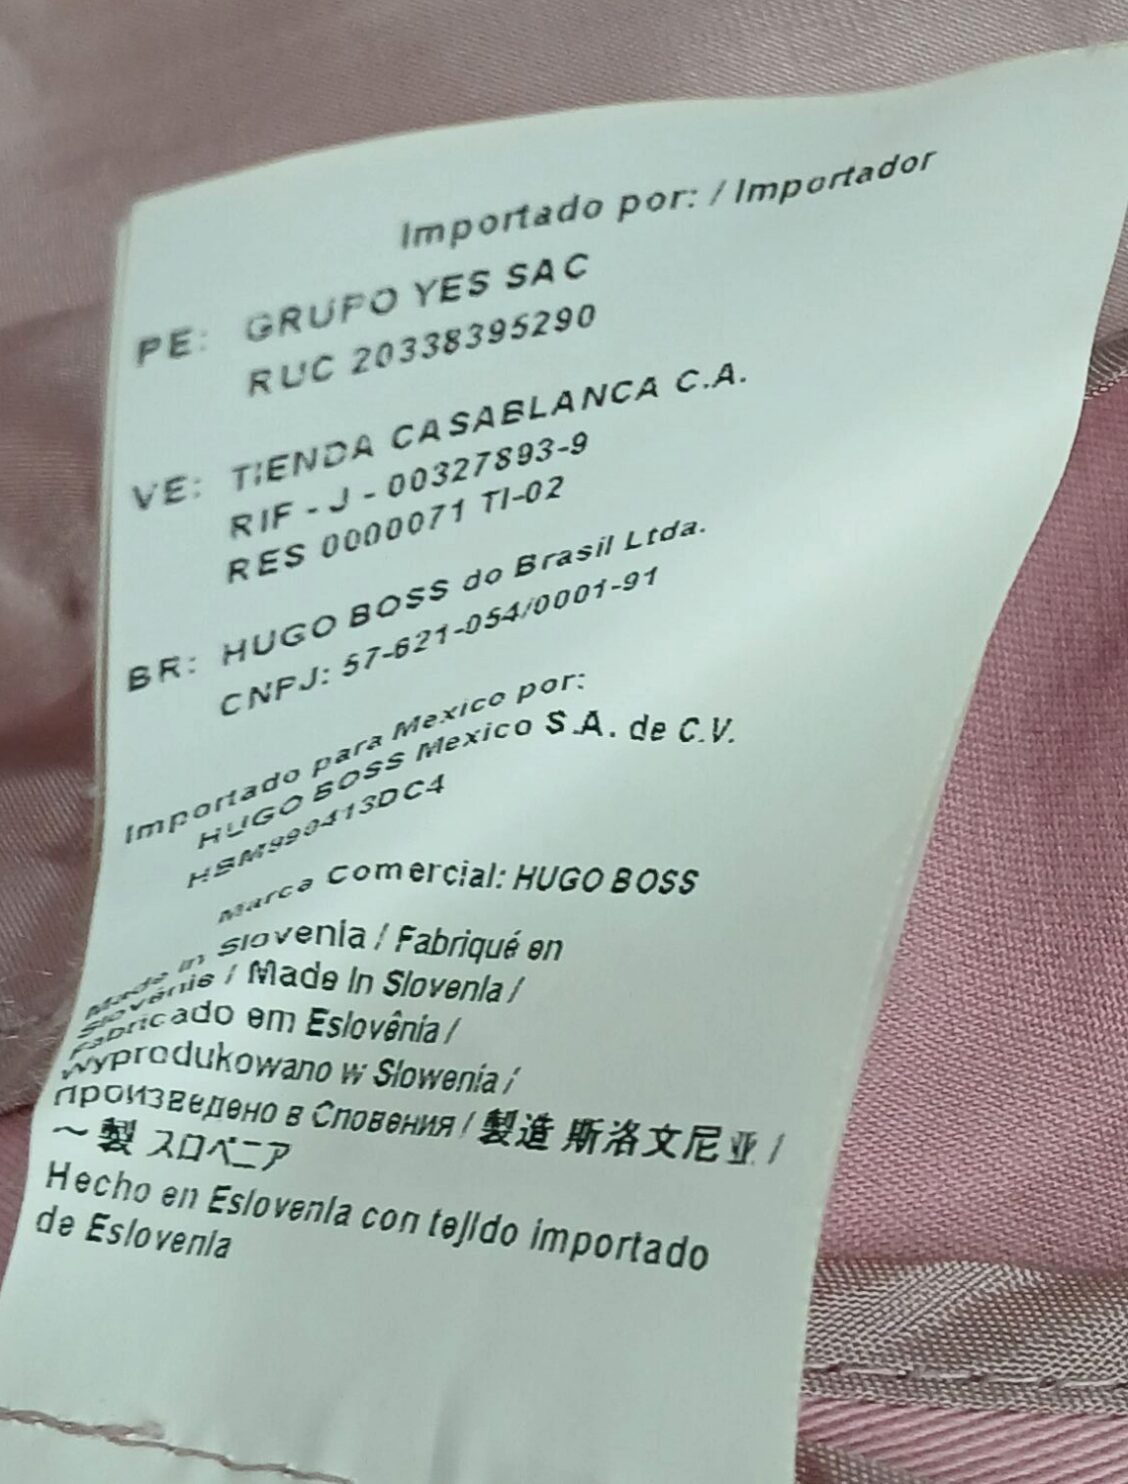 Importado por: / Importador
PE: GRUPO YES SAC
RUC 20338395290
VE: TIENDA CASABLANCA C.A.
RIF - J - 00327893-9
RES 0000071 TI-02
BR: HUGO BOSS do Brasil Ltda.
CNPJ: 57-621-054/0001-91
Importado para Mexico por:
HUGO BOSS Mexico S.A. de C.V.
HBM990413DC4
Marca Comercial: HUGO BOSS
Made in Slovenia / Fabriqué en
Slovénie / Made In Slovenia /
Fabricado em Eslovênia /
Wyprodukowano w Slowenia /
Произведено в Словения / 製造 斯洛文尼亚 /
～ 製 スロベニア
Hecho en Eslovenia con tejido importado
de Eslovenia